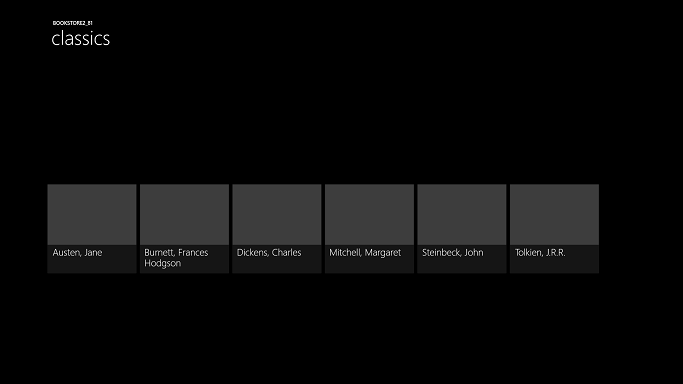 BOOKSTORE2_81
classics
Austen, Jane
Burnett, Frances
Hodgson
Dickens, Charles
Mitchell, Margaret
Steinbeck, John
Tolkien, J.R.R.